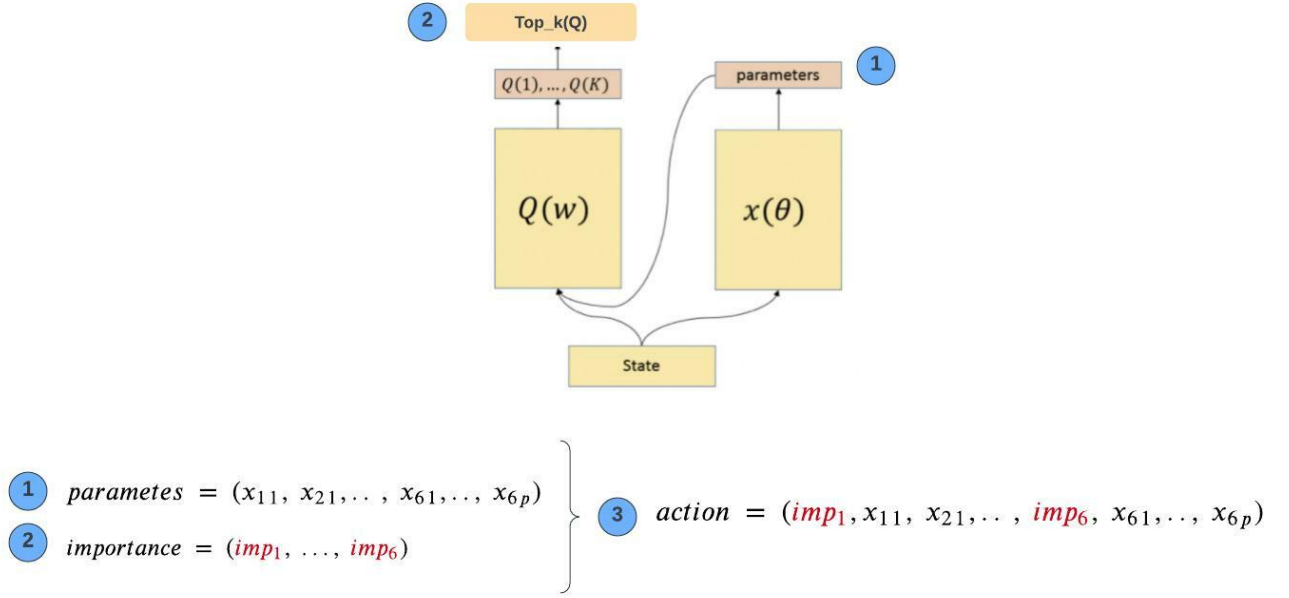 2 Top_k(Q)
parameters 1
Q(1), ..., Q(K)
Q(w) x(θ)
State
1 parametes = (x₁₁, x₂₁,.. , x₆₁,.., x₆ₚ)
2 importance = (imp₁, ..., imp₆)
3 action = (imp₁, x₁₁, x₂₁,.. , imp₆, x₆₁,.., x₆ₚ)